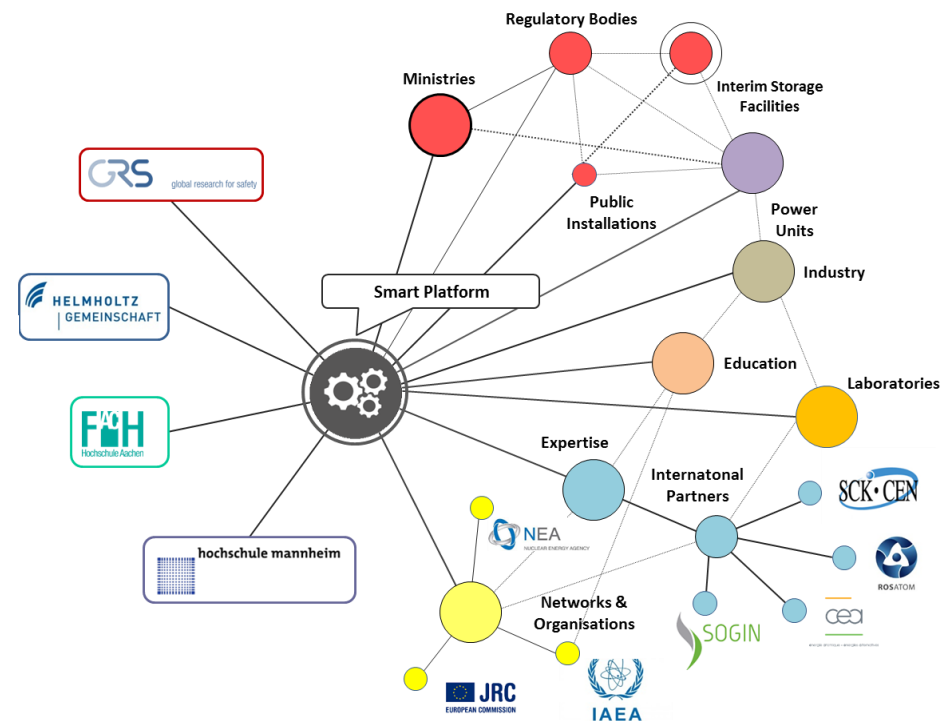 Regulatory Bodies
Ministries
Interim Storage
Facilities
GRS
global research for safety
Public
Installations
Power
Units
HELMHOLTZ
GEMEINSCHAFT
Smart Platform
Industry
Education
Laboratories
FH
AC
Hochschule Aachen
Expertise
Internatonal
Partners
SCK•CEN
NEA
NUCLEAR ENERGY AGENCY
hochschule mannheim
ROSATOM
Networks &
Organisations
cea
SOGIN
JRC
EUROPEAN COMMISSION
IAEA